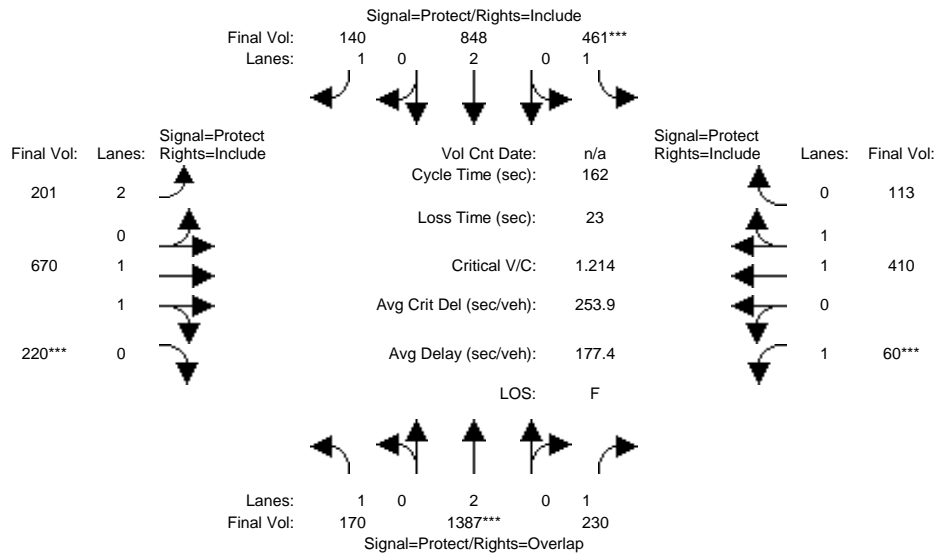 Signal=Protect/Rights=Include
Final Vol: 140 848 461***
Lanes: 1 0 2 0 1
Signal=Protect Signal=Protect
Final Vol: Lanes: Rights=Include Vol Cnt Date: n/a Rights=Include Lanes: Final Vol:
Cycle Time (sec): 162
201 2 0 113
Loss Time (sec): 23
0 1
670 1 Critical V/C: 1.214 1 410
1 Avg Crit Del (sec/veh): 253.9 0
220*** 0 Avg Delay (sec/veh): 177.4 1 60***
LOS: F
Lanes: 1 0 2 0 1
Final Vol: 170 1387*** 230
Signal=Protect/Rights=Overlap